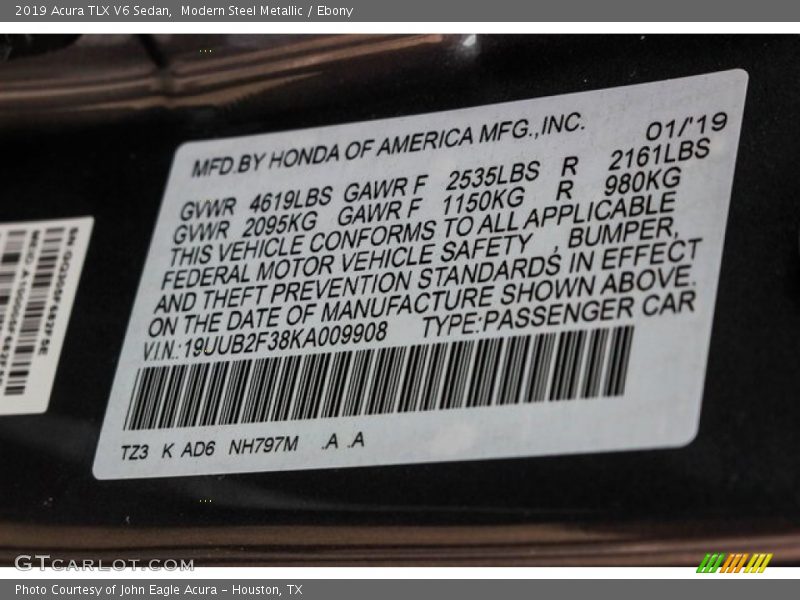 2019 Acura TLX V6 Sedan,  Modern Steel Metallic / Ebony
MFD.BY HONDA OF AMERICA MFG.,INC. 01/'19
GVWR 4619LBS GAWR F 2535LBS R 2161LBS
GVWR 2095KG GAWR F 1150KG R 980KG
THIS VEHICLE CONFORMS TO ALL APPLICABLE
FEDERAL MOTOR VEHICLE SAFETY , BUMPER,
AND THEFT PREVENTION STANDARDS IN EFFECT
ON THE DATE OF MANUFACTURE SHOWN ABOVE.
V.I.N.:19UUB2F38KA009908 TYPE:PASSENGER CAR
TZ3 K AD6 NH797M .A .A
GTCARLOT.COM
Photo Courtesy of John Eagle Acura - Houston, TX